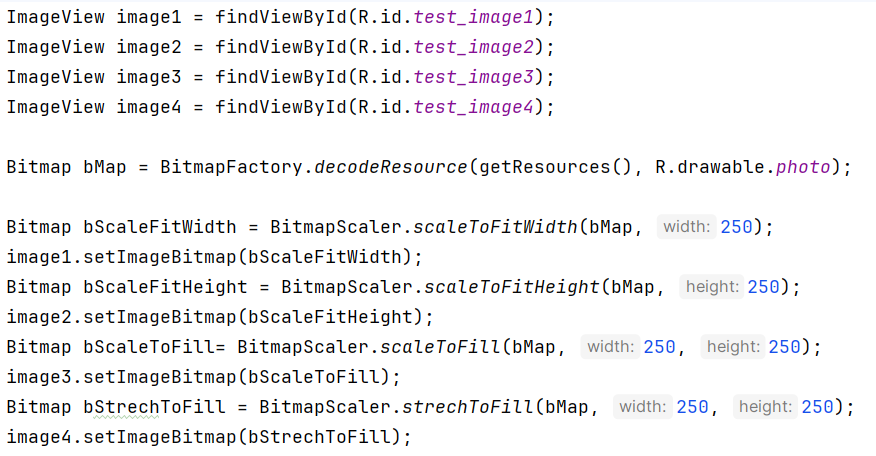 ImageView image1 = findViewById(R.id.test_image1);
ImageView image2 = findViewById(R.id.test_image2);
ImageView image3 = findViewById(R.id.test_image3);
ImageView image4 = findViewById(R.id.test_image4);
Bitmap bMap = BitmapFactory.decodeResource(getResources(), R.drawable.photo);
Bitmap bScaleFitWidth = BitmapScaler.scaleToFitWidth(bMap, width: 250);
image1.setImageBitmap(bScaleFitWidth);
Bitmap bScaleFitHeight = BitmapScaler.scaleToFitHeight(bMap, height: 250);
image2.setImageBitmap(bScaleFitHeight);
Bitmap bScaleToFill= BitmapScaler.scaleToFill(bMap, width: 250, height: 250);
image3.setImageBitmap(bScaleToFill);
Bitmap bStrechToFill = BitmapScaler.strechToFill(bMap, width: 250, height: 250);
image4.setImageBitmap(bStrechToFill);